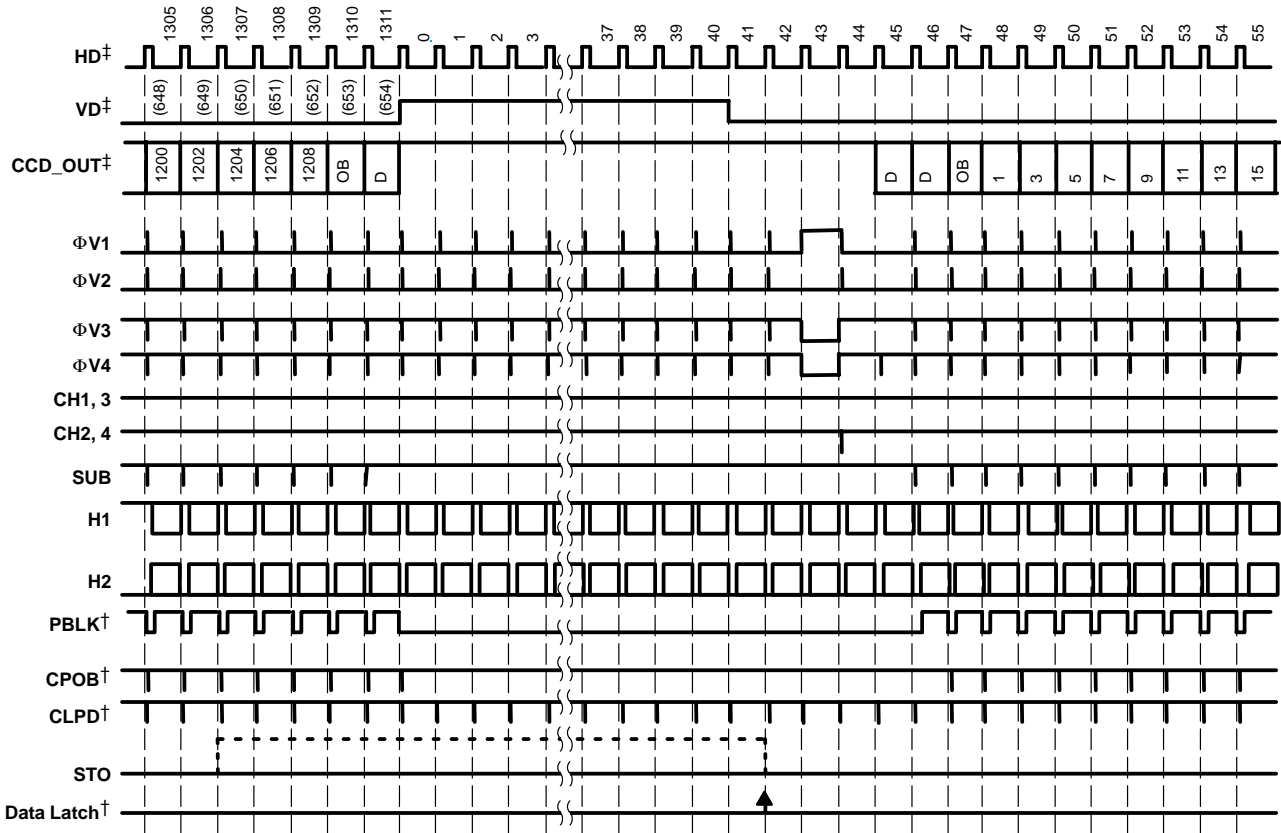 1305 1306 1307 1308 1309 1310 1311 0 1 2 3 37 38 39 40 41 42 43 44 45 46 47 48 49 50 51 52 53 54 55
HD‡
(648) (649) (650) (651) (652) (653) (654)
VD‡
CCD_OUT‡ 1200 1202 1204 1206 1208 OB D D D OB 1 3 5 7 9 11 13 15
ΦV1
ΦV2
ΦV3
ΦV4
CH1, 3
CH2, 4
SUB
H1
H2
PBLK†
CPOB†
CLPD†
STO
Data Latch†